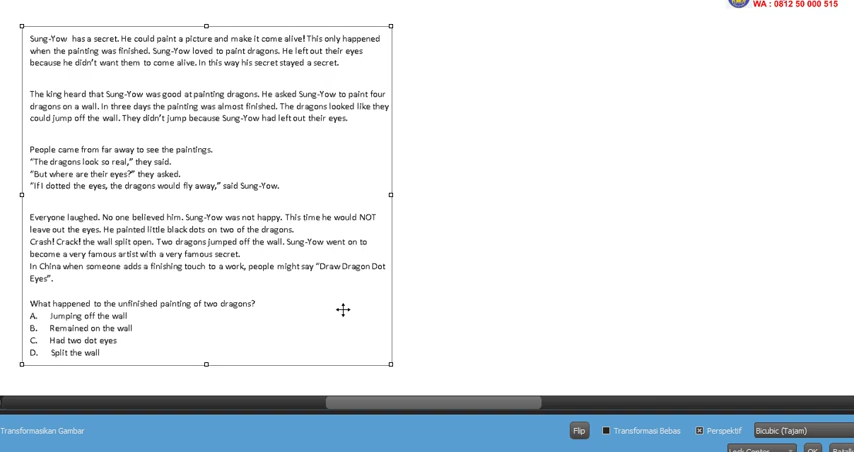 WA : 0812 50 000 515
Sung-Yow has a secret. He could paint a picture and make it come alive! This only happened
when the painting was finished. Sung-Yow loved to paint dragons. He left out their eyes
because he didn't want them to come alive. In this way his secret stayed a secret.
The king heard that Sung-Yow was good at painting dragons. He asked Sung-Yow to paint four
dragons on a wall. In three days the painting was almost finished. The dragons looked like they
could jump off the wall. They didn't jump because Sung-Yow had left out their eyes.
People came from far away to see the paintings.
"The dragons look so real," they said.
"But where are their eyes?" they asked.
"If I dotted the eyes, the dragons would fly away," said Sung-Yow.
Everyone laughed. No one believed him. Sung-Yow was not happy. This time he would NOT
leave out the eyes. He painted little black dots on two of the dragons.
Crash! Crack! the wall split open. Two dragons jumped off the wall. Sung-Yow went on to
become a very famous artist with a very famous secret.
In China when someone adds a finishing touch to a work, people might say "Draw Dragon Dot
Eyes".
What happened to the unfinished painting of two dragons?
A. Jumping off the wall
B. Remained on the wall
C. Had two dot eyes
D. Split the wall
Transformaskan Gambar
Flip
Transformasi Bebas
Perspektif
Bicubic (Tajam)